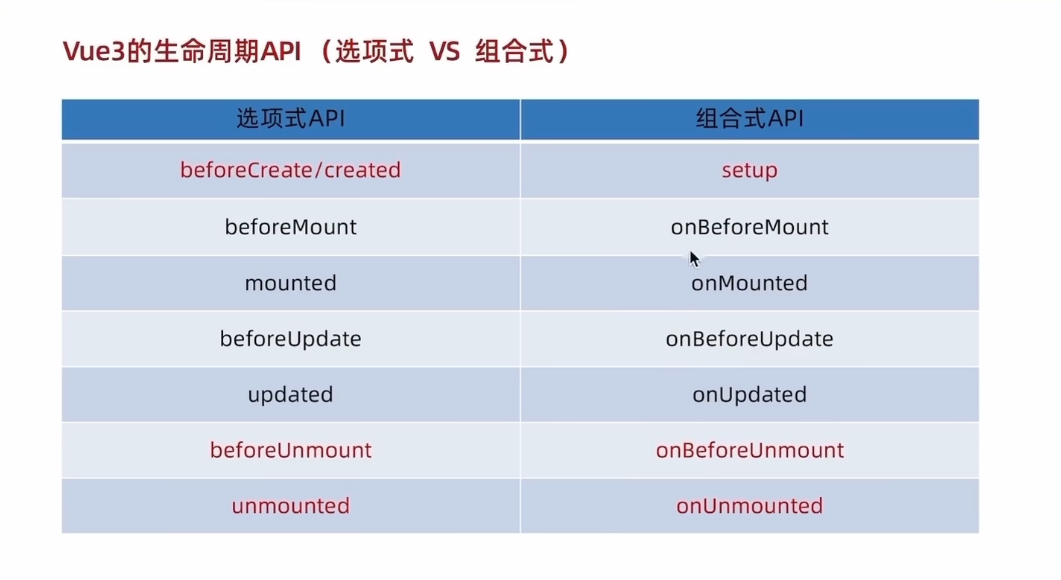 Vue3的生命周期API （选项式 VS 组合式）
选项式API 组合式API
beforeCreate/created setup
beforeMount onBeforeMount
mounted onMounted
beforeUpdate onBeforeUpdate
updated onUpdated
beforeUnmount onBeforeUnmount
unmounted onUnmounted